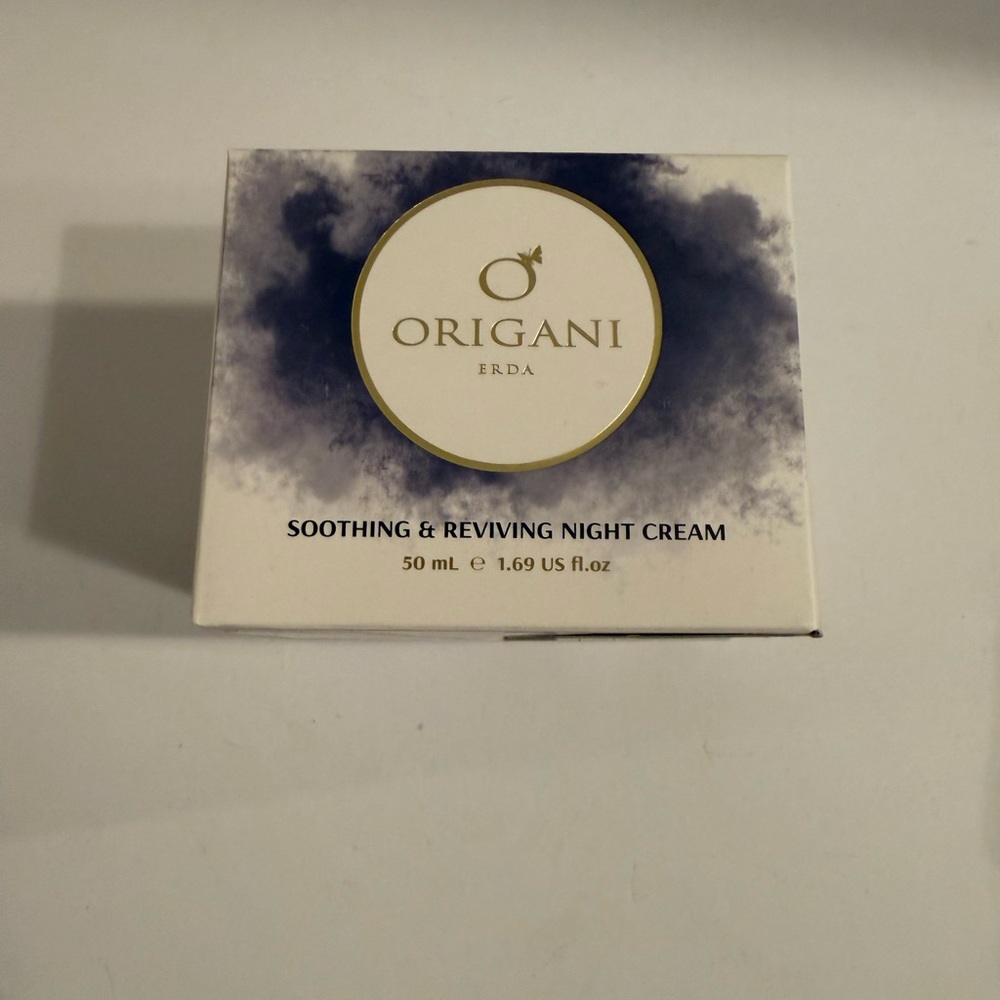 O
ORIGANI
ERDA
SOOTHING & REVIVING NIGHT CREAM
50 mL ℮ 1.69 US fl.oz